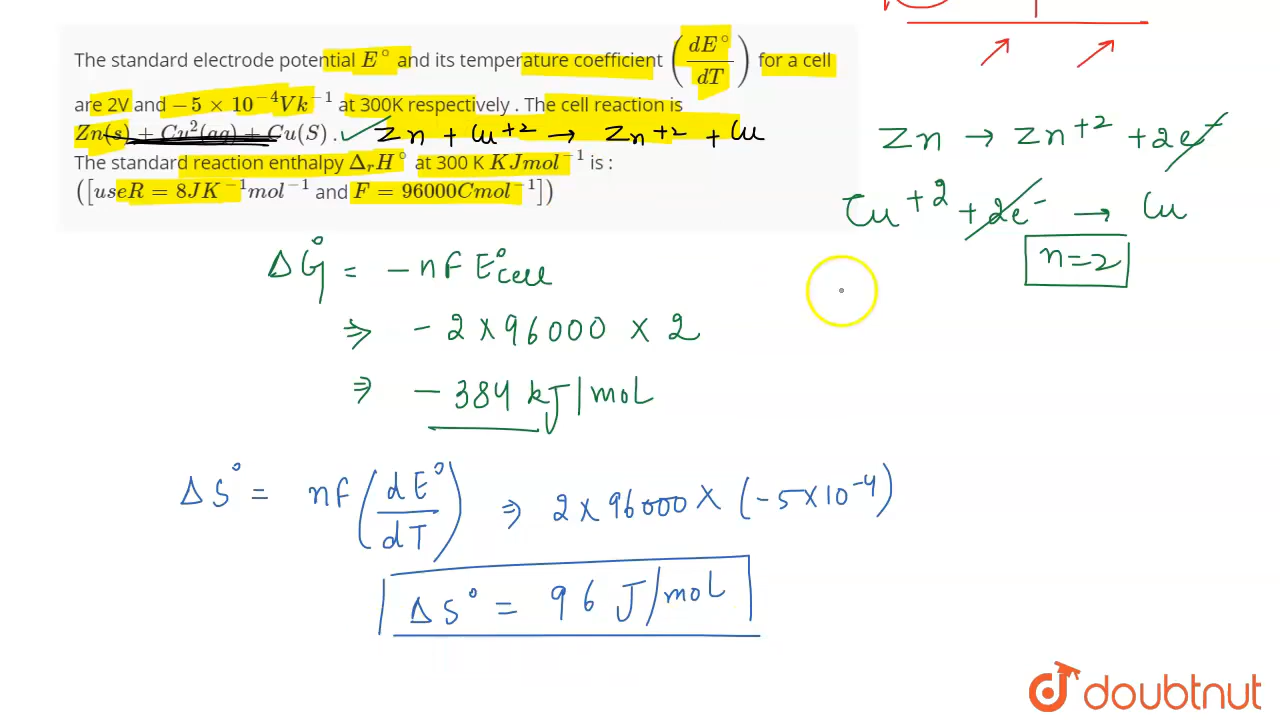 The standard electrode potential E° and its temperature coefficient (dE°/dT) for a cell
are 2V and −5 × 10⁻⁴Vk⁻¹ at 300K respectively . The cell reaction is
Zn(s) + Cu²(aq) + Cu(S) . ✓ Zn + Cu⁺² → Zn⁺² + Cu
The standard reaction enthalpy ΔᵣH° at 300 K KJmol⁻¹ is :
([useR = 8JK⁻¹mol⁻¹ and F = 96000Cmol⁻¹])
Zn → Zn⁺² + 2e⁻
Cu⁺² + 2e⁻ → Cu
n=2
ΔG° = −nF E°cell
⇒ −2×96000 × 2
⇒ −384 kJ/moL
ΔS° = nf(dE°/dT) ⇒ 2×96000×(−5×10⁻⁴)
ΔS° = 96 J/moL
doubtnut